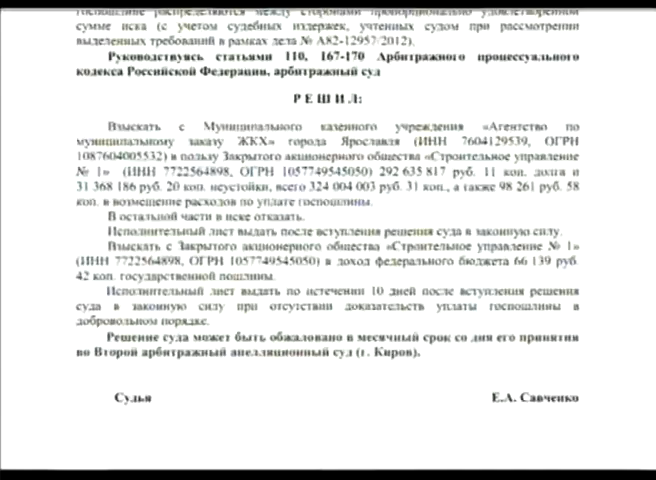 госпошлине распределяются между сторонами пропорционально удовлетворенной
сумме иска (с учетом судебных издержек, учтенных судом при рассмотрении
выделенных требований в рамках дела № А82-12957/2012).
Руководствуясь статьями 110, 167-170 Арбитражного процессуального
кодекса Российской Федерации, арбитражный суд
Р Е Ш И Л:
Взыскать с Муниципального казенного учреждения «Агентство по
муниципальному заказу ЖКХ» города Ярославля (ИНН 7604129539, ОГРН
1087604005532) в пользу Закрытого акционерного общества «Строительное управление
№ 1» (ИНН 7722564898, ОГРН 1057749545050) 292 635 817 руб. 11 коп. долга и
31 368 186 руб. 20 коп. неустойки, всего 324 004 003 руб. 31 коп., а также 98 261 руб. 58
коп. в возмещение расходов по уплате госпошлины.
В остальной части в иске отказать.
Исполнительный лист выдать после вступления решения суда в законную силу.
Взыскать с Закрытого акционерного общества «Строительное управление № 1»
(ИНН 7722564898, ОГРН 1057749545050) в доход федерального бюджета 66 139 руб.
42 коп. государственной пошлины.
Исполнительный лист выдать по истечении 10 дней после вступления решения
суда в законную силу при отсутствии доказательств уплаты госпошлины в
добровольном порядке.
Решение суда может быть обжаловано в месячный срок со дня его принятия
во Второй арбитражный апелляционный суд (г. Киров).
Судья Е.А. Савченко